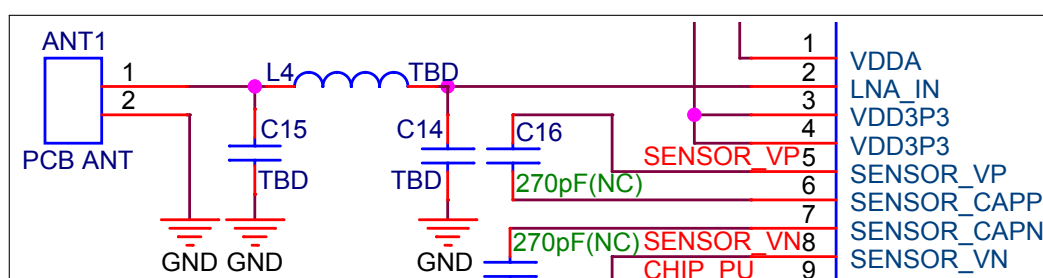 ANT1
1
2
PCB ANT
GND
GND
L4
TBD
C15
TBD
C14
TBD
GND
C16
270pF(NC)
270pF(NC)
SENSOR_VP
SENSOR_VN
CHIP_PU
1
VDDA
2
LNA_IN
3
VDD3P3
4
VDD3P3
5
SENSOR_VP
6
SENSOR_CAPP
7
SENSOR_CAPN
8
SENSOR_VN
9